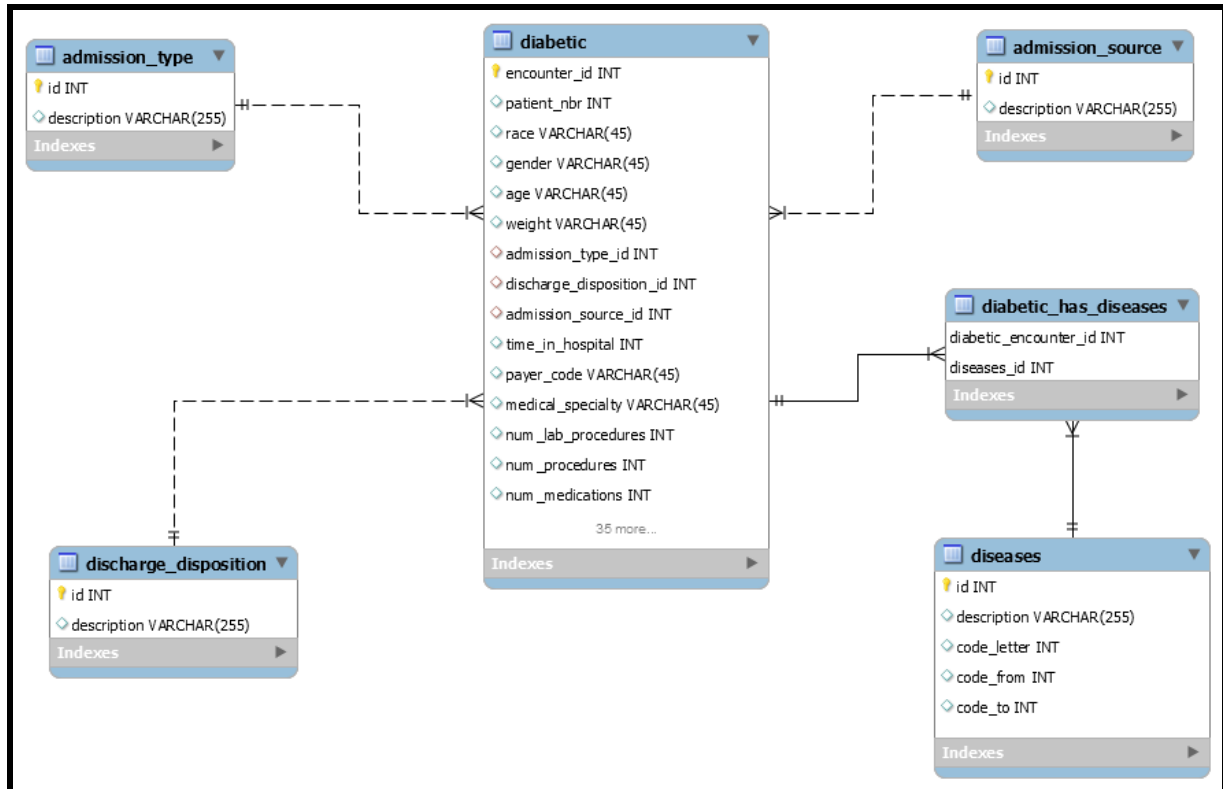 admission_type
id INT
description VARCHAR(255)
Indexes
diabetic
encounter_id INT
patient_nbr INT
race VARCHAR(45)
gender VARCHAR(45)
age VARCHAR(45)
weight VARCHAR(45)
admission_type_id INT
discharge_disposition_id INT
admission_source_id INT
time_in_hospital INT
payer_code VARCHAR(45)
medical_specialty VARCHAR(45)
num_lab_procedures INT
num_procedures INT
num_medications INT
35 more...
Indexes
admission_source
id INT
description VARCHAR(255)
Indexes
diabetic_has_diseases
diabetic_encounter_id INT
diseases_id INT
Indexes
discharge_disposition
id INT
description VARCHAR(255)
Indexes
diseases
id INT
description VARCHAR(255)
code_letter INT
code_from INT
code_to INT
Indexes